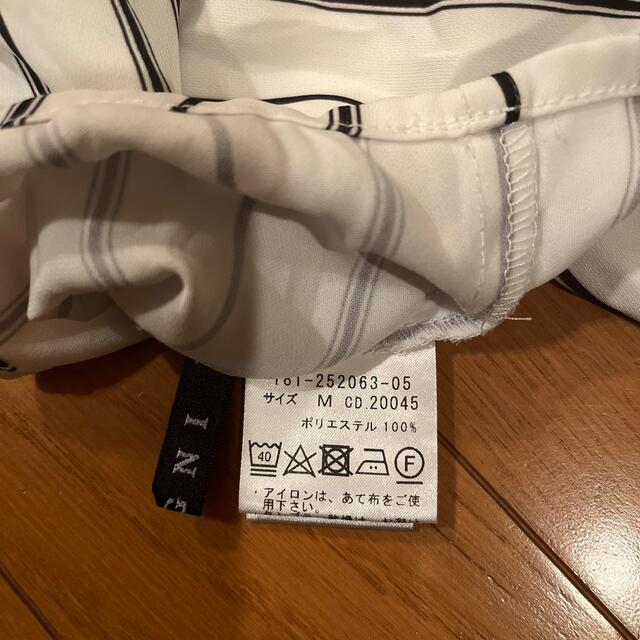 161-252063-05
サイズ M CD.20045
ポリエステル 100%
40
F
・アイロンは、あて布をご使
用下さい。
INI